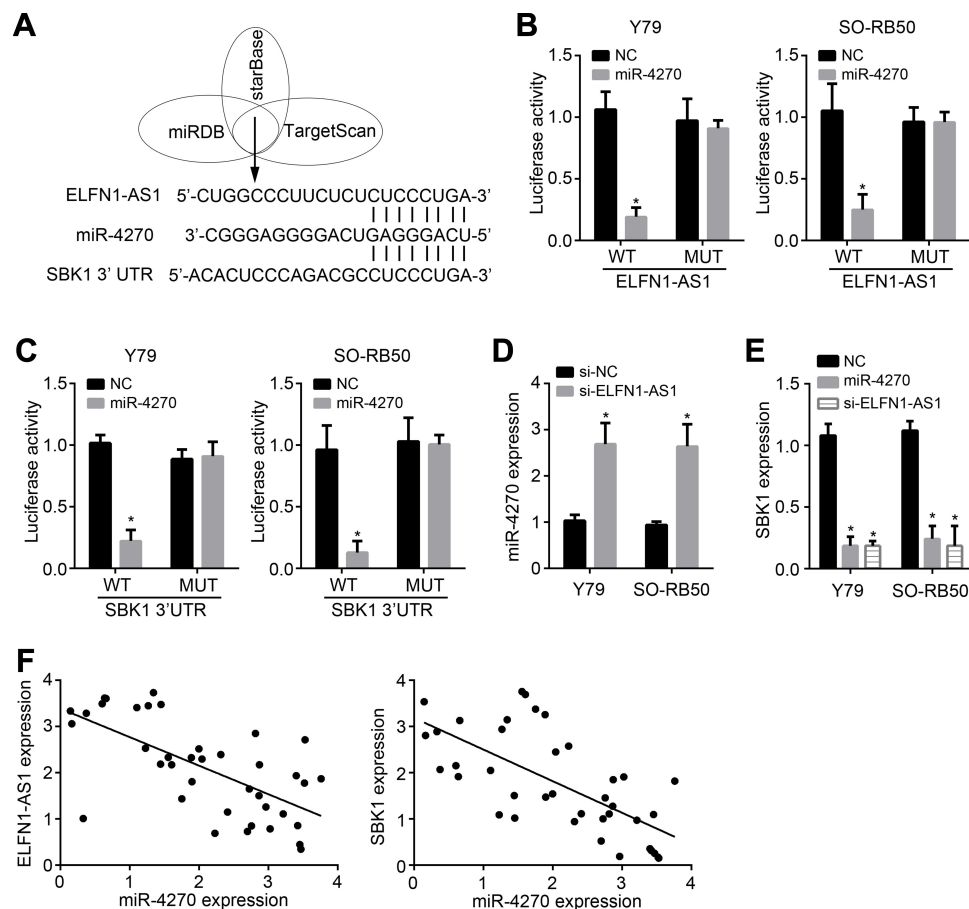 A
starBase
miRDB
TargetScan
ELFN1-AS1 5’-CUGGCCCUUCUCUCUCCCUGA-3’
miR-4270 3’-CGGGAGGGGACUGAGGGACU-5’
SBK1 3’ UTR 5’-ACACUCCCAGACGCCUCCCUGA-3’
B
Y79
NC
miR-4270
Luciferase activity
1.5
1.0
0.5
0.0
*
WT MUT
ELFN1-AS1
SO-RB50
NC
miR-4270
Luciferase activity
1.5
1.0
0.5
0.0
*
WT MUT
ELFN1-AS1
C
Y79
NC
miR-4270
Luciferase activity
1.5
1.0
0.5
0.0
*
WT MUT
SBK1 3’UTR
SO-RB50
NC
miR-4270
Luciferase activity
1.5
1.0
0.5
0.0
*
WT MUT
SBK1 3’UTR
D
si-NC
si-ELFN1-AS1
miR-4270 expression
4
3
2
1
0
* *
Y79 SO-RB50
E
NC
miR-4270
si-ELFN1-AS1
SBK1 expression
1.5
1.0
0.5
0.0
* * * *
Y79 SO-RB50
F
ELFN1-AS1 expression
4
3
2
1
0
0 1 2 3 4
miR-4270 expression
SBK1 expression
4
3
2
1
0
0 1 2 3 4
miR-4270 expression